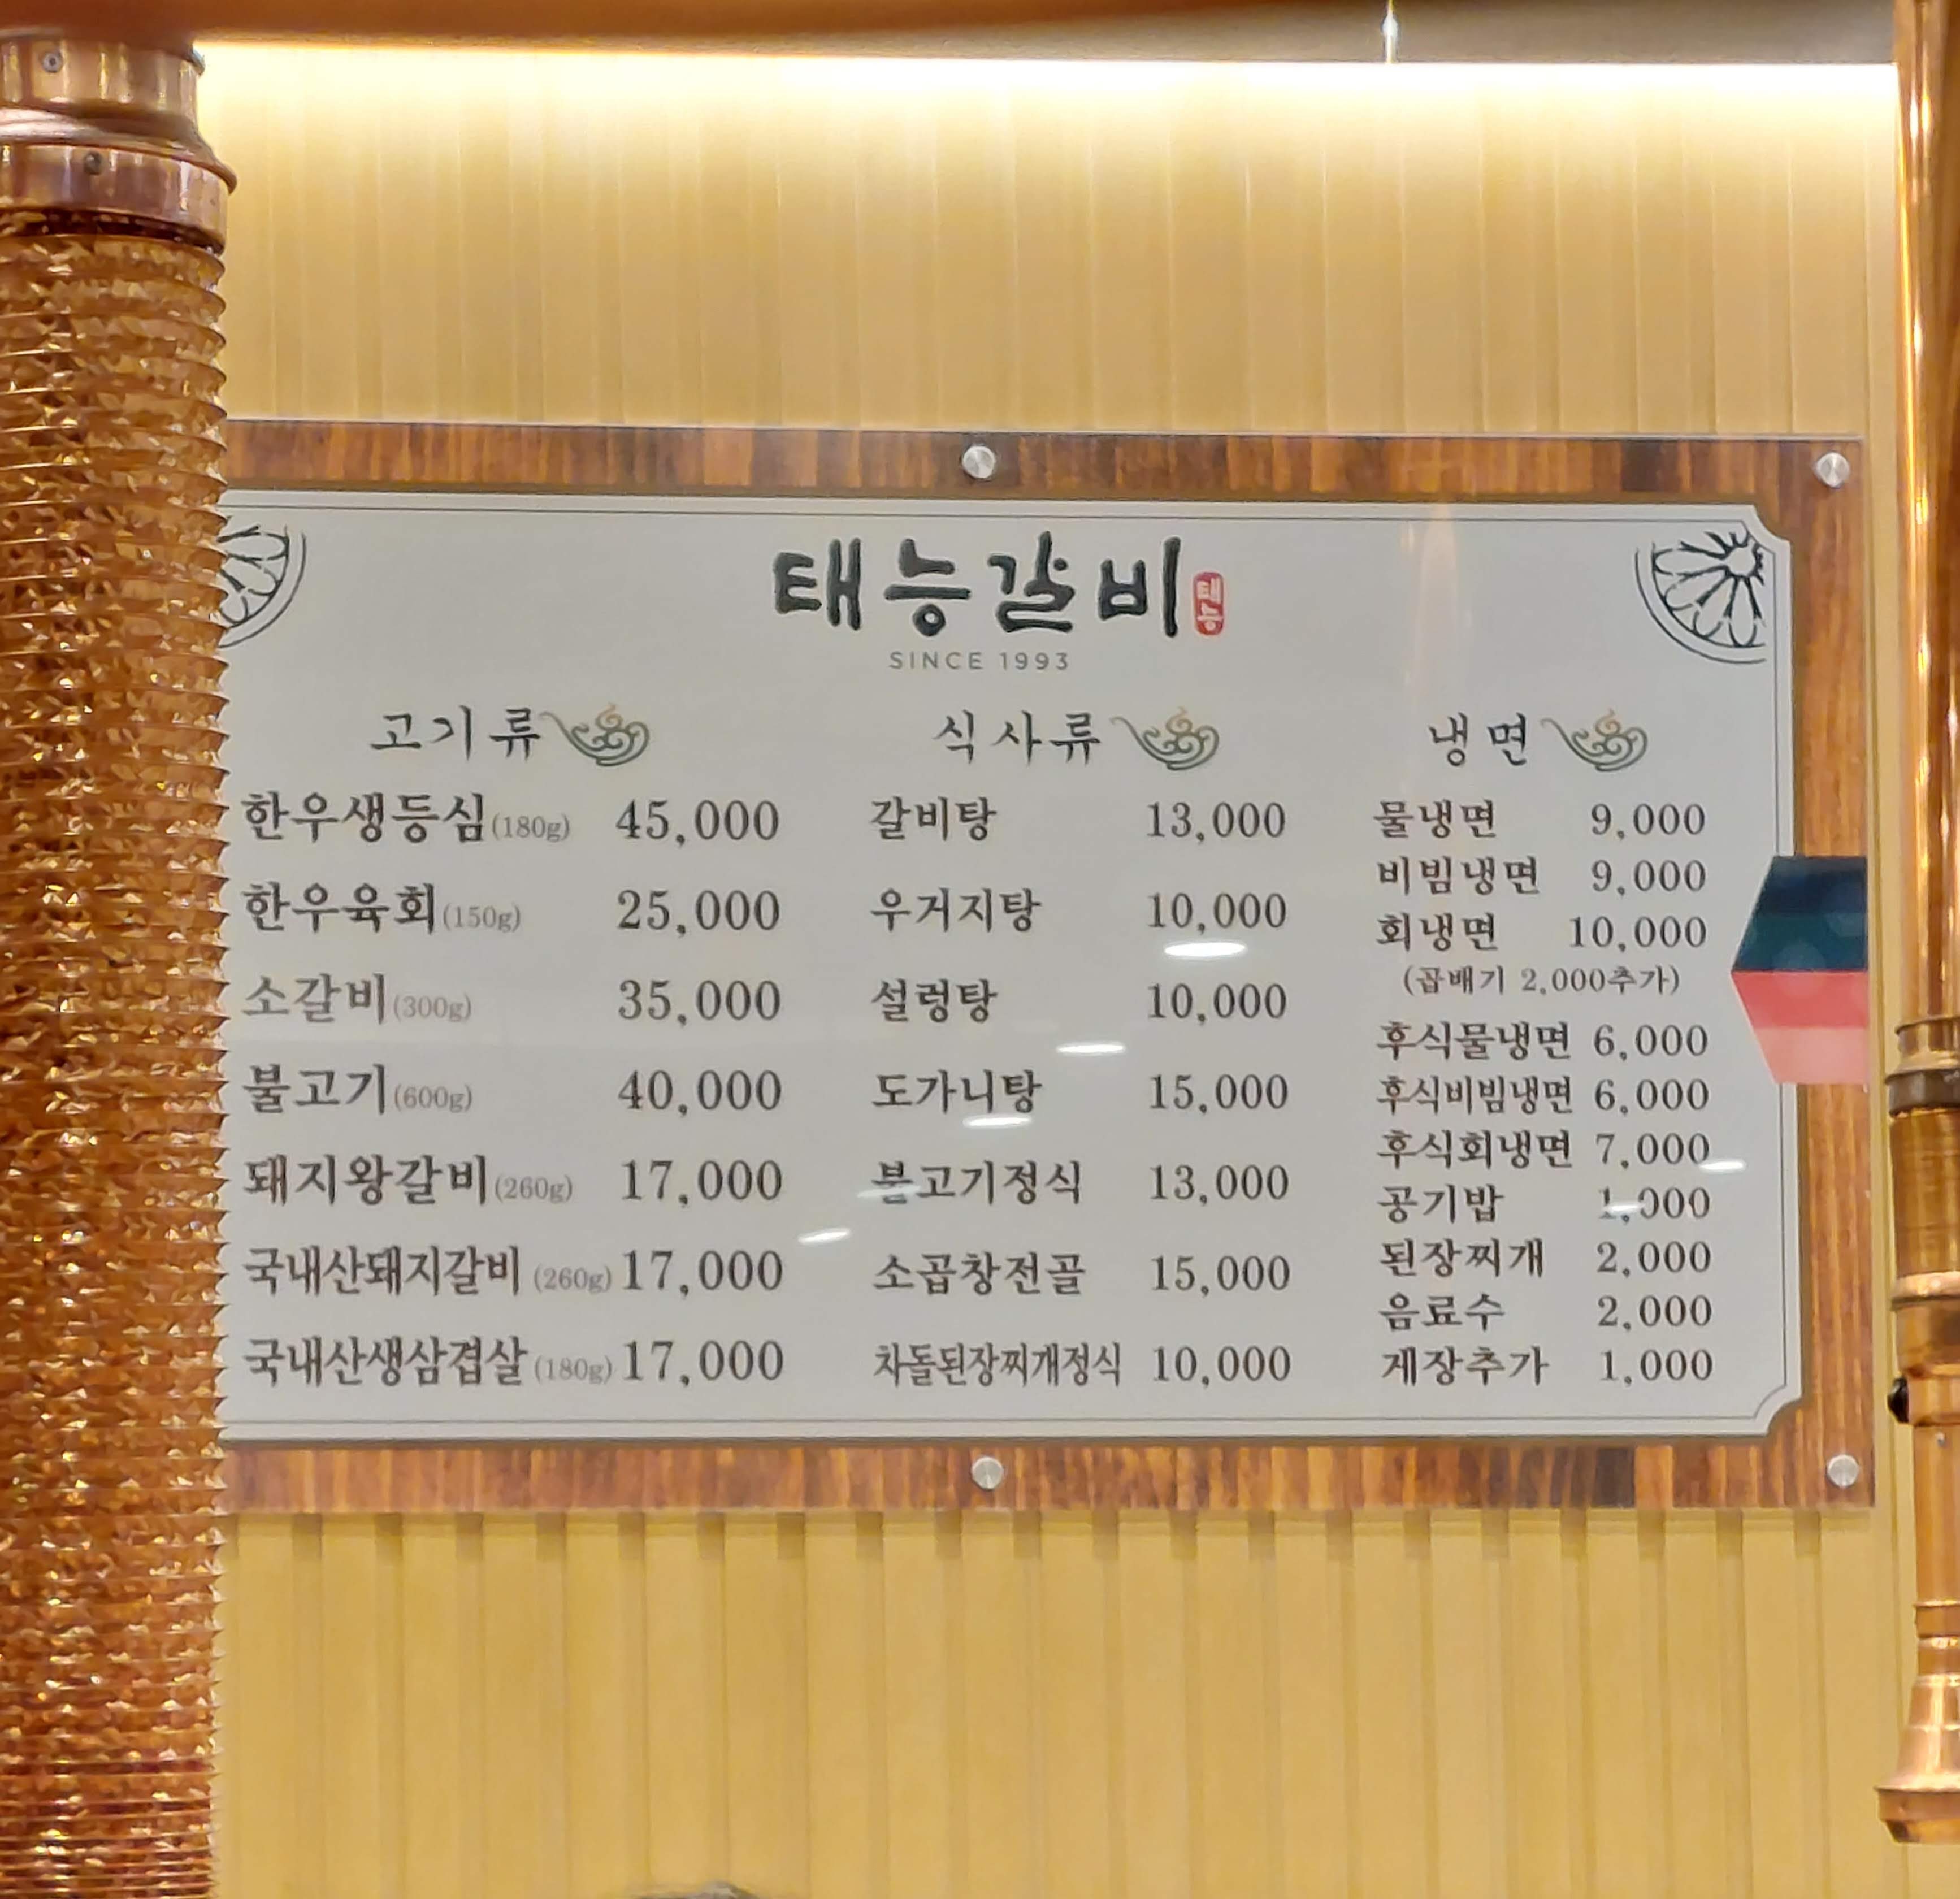 태능갈비 태능
SINCE 1993
고기류
한우생등심(180g) 45,000
한우육회(150g) 25,000
소갈비(300g) 35,000
불고기(600g) 40,000
돼지왕갈비(260g) 17,000
국내산돼지갈비(260g) 17,000
국내산생삼겹살(180g) 17,000
식사류
갈비탕 13,000
우거지탕 10,000
설렁탕 10,000
도가니탕 15,000
불고기정식 13,000
소곱창전골 15,000
차돌된장찌개정식 10,000
냉면
물냉면 9,000
비빔냉면 9,000
회냉면 10,000
(곱배기 2,000추가)
후식물냉면 6,000
후식비빔냉면 6,000
후식회냉면 7,000
공기밥 1,000
된장찌개 2,000
음료수 2,000
게장추가 1,000